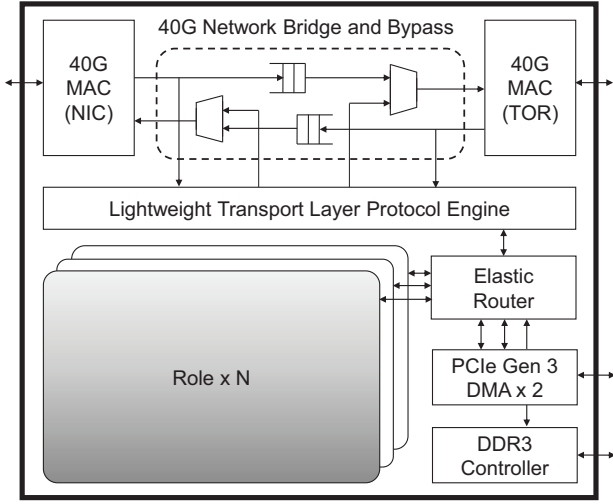 40G Network Bridge and Bypass
40G
MAC
(NIC)
40G
MAC
(TOR)
Lightweight Transport Layer Protocol Engine
Elastic
Router
Role x N
PCIe Gen 3
DMA x 2
DDR3
Controller